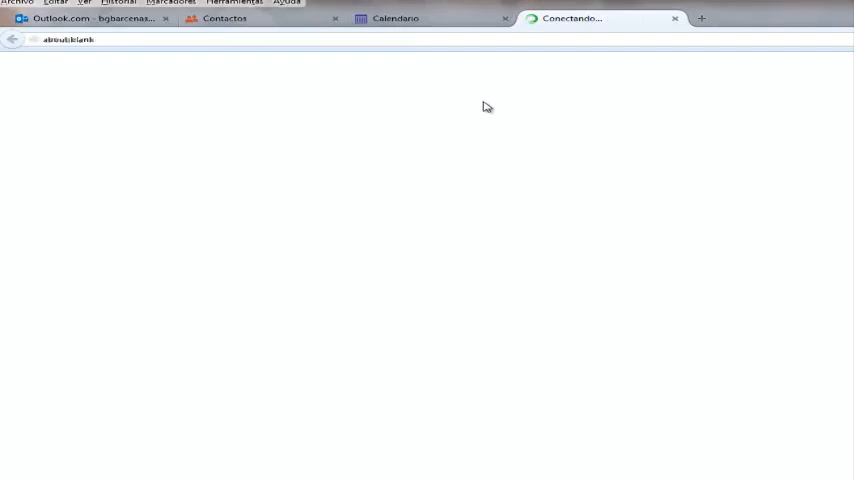 Archivo Editar Ver Historial Marcadores Herramientas Ayuda
Outlook.com - bgbarcenas... Contactos Calendario Conectando...
about:blank